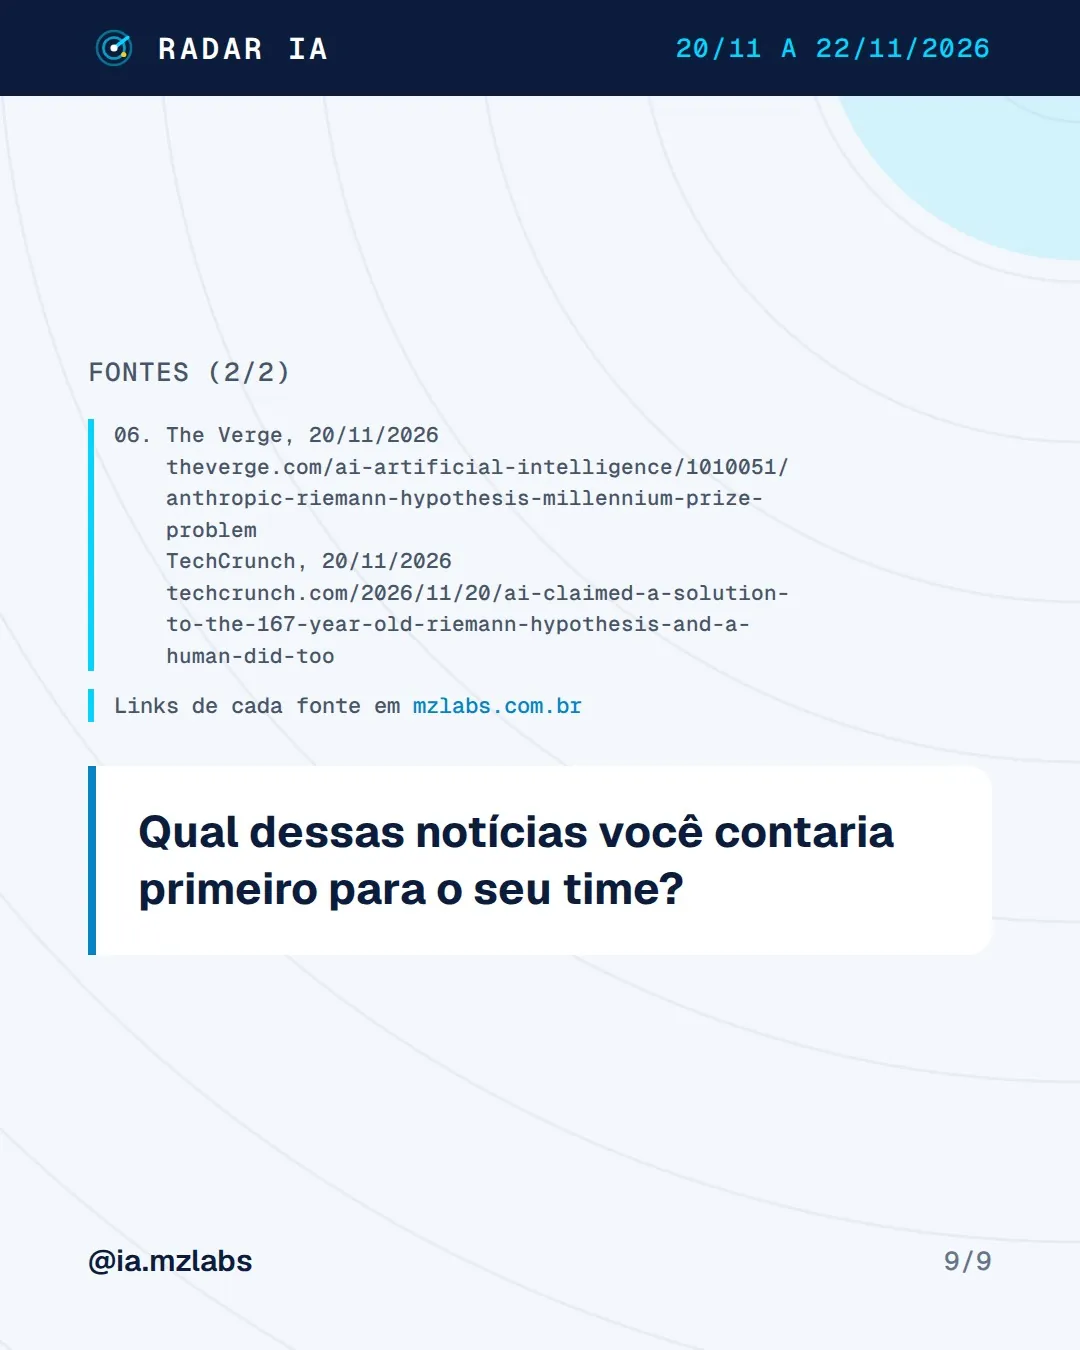 RADAR IA
20/11 A 22/11/2026
FONTES (2/2)
06. The Verge, 20/11/2026
theverge.com/ai-artificial-intelligence/1010051/
anthropic-riemann-hypothesis-millennium-prize-
problem
TechCrunch, 20/11/2026
techcrunch.com/2026/11/20/ai-claimed-a-solution-
to-the-167-year-old-riemann-hypothesis-and-a-
human-did-too
Links de cada fonte em mzlabs.com.br
Qual dessas notícias você contaria
primeiro para o seu time?
@ia.mzlabs
9/9